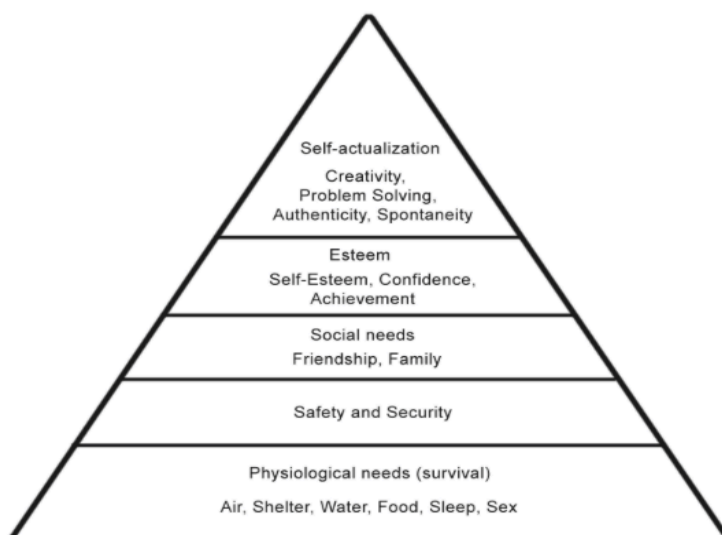 Self-actualization
Creativity,
Problem Solving,
Authenticity, Spontaneity
Esteem
Self-Esteem, Confidence,
Achievement
Social needs
Friendship, Family
Safety and Security
Physiological needs (survival)
Air, Shelter, Water, Food, Sleep, Sex